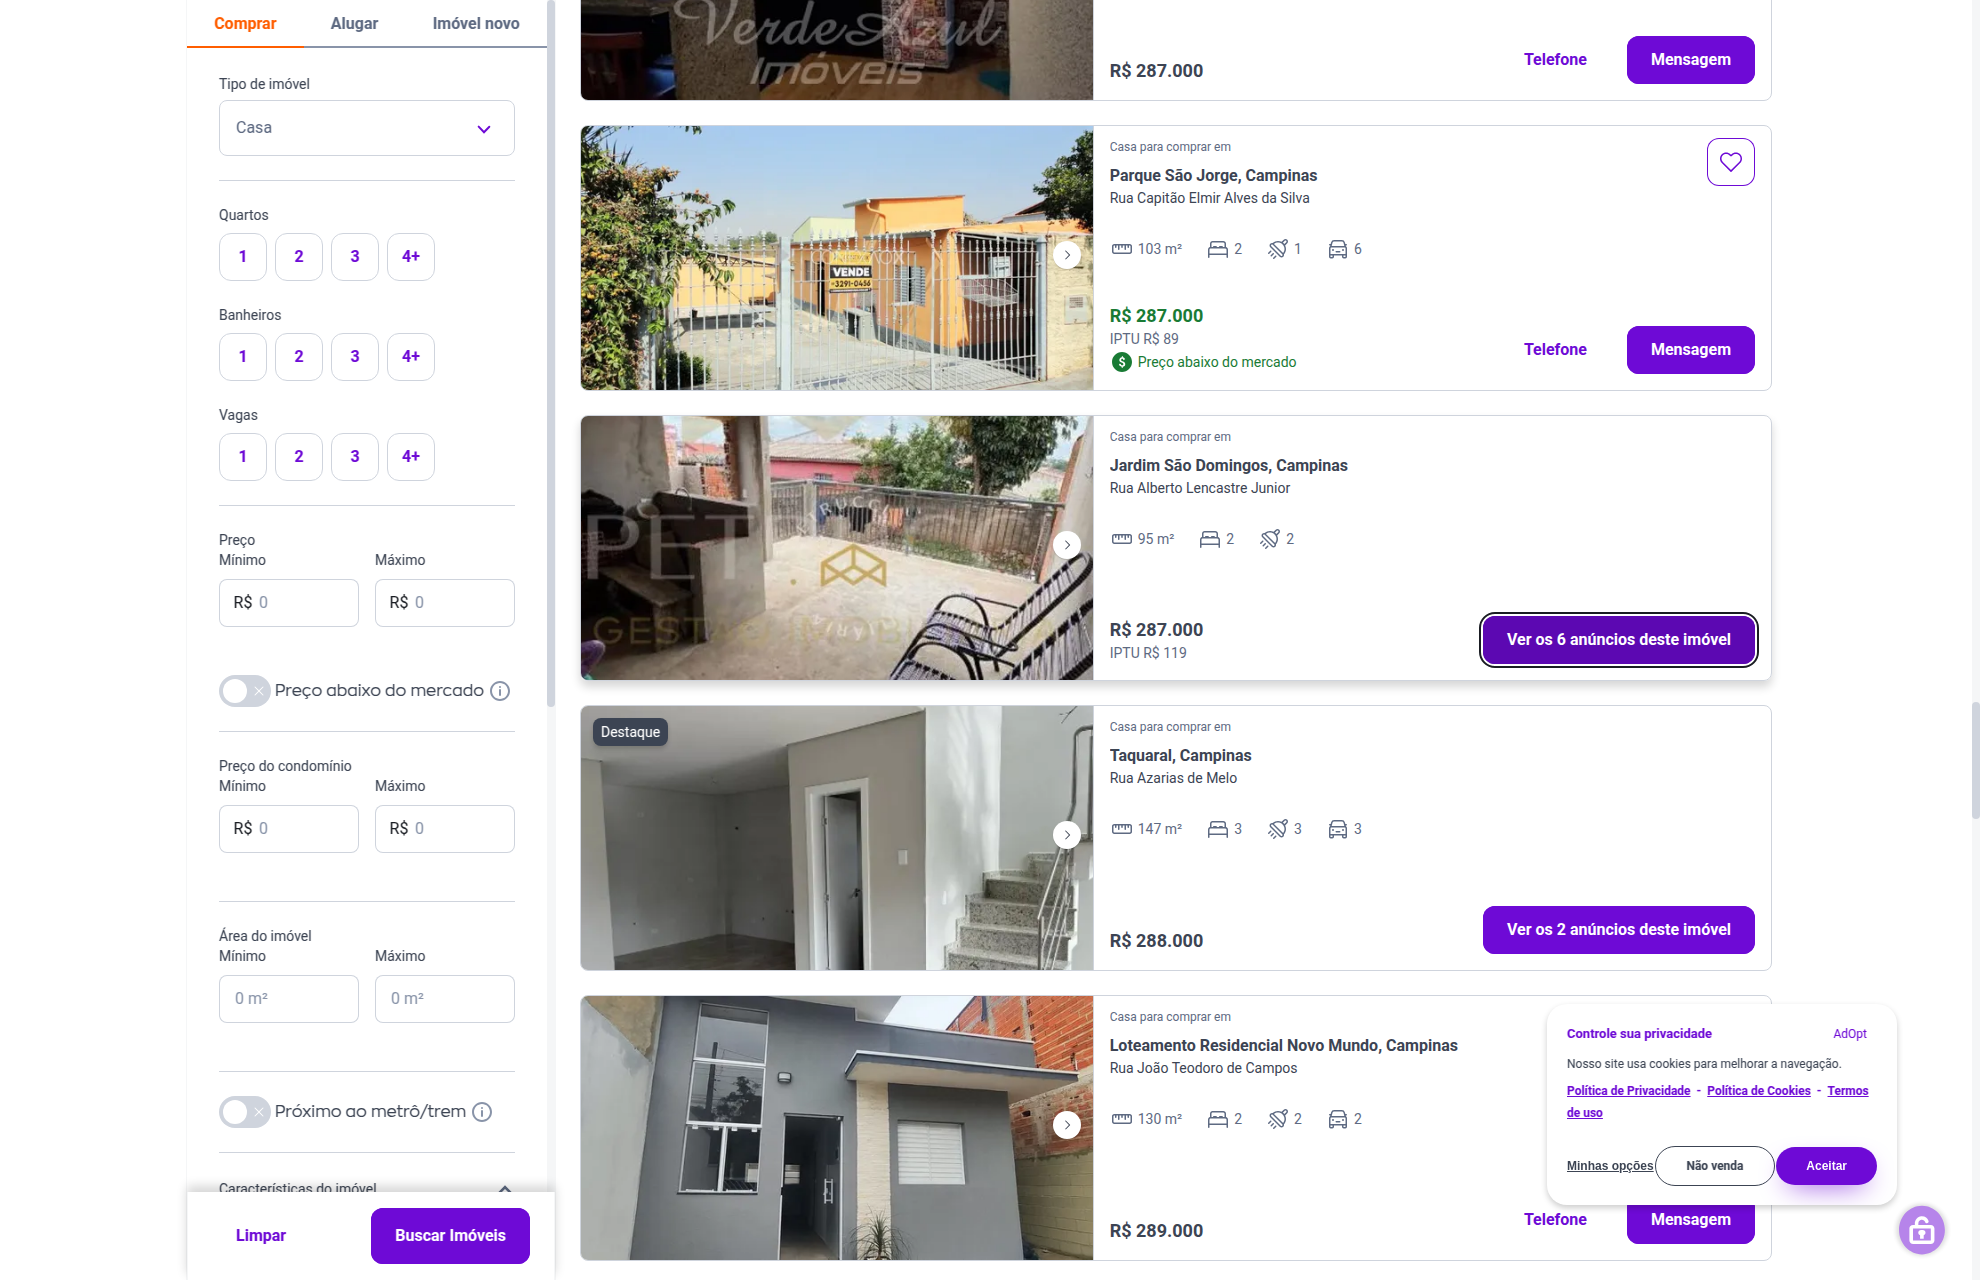 Comprar
Alugar
Imóvel novo
Tipo de imóvel
Casa
Quartos
1
2
3
4+
Banheiros
1
2
3
4+
Vagas
1
2
3
4+
Preço
Mínimo
Máximo
R$ 0
R$ 0
Preço abaixo do mercado
Preço do condomínio
Mínimo
Máximo
R$ 0
R$ 0
Área do imóvel
Mínimo
Máximo
0 m²
0 m²
Próximo ao metrô/trem
Características do imóvel
Limpar
Buscar Imóveis
VerdeAzul
Imóveis
R$ 287.000
Telefone
Mensagem
VENDE
3291-0456
Casa para comprar em
Parque São Jorge, Campinas
Rua Capitão Elmir Alves da Silva
103 m²
2
1
6
R$ 287.000
IPTU R$ 89
$ Preço abaixo do mercado
Telefone
Mensagem
Casa para comprar em
Jardim São Domingos, Campinas
Rua Alberto Lencastre Junior
95 m²
2
2
R$ 287.000
IPTU R$ 119
Ver os 6 anúncios deste imóvel
Destaque
Casa para comprar em
Taquaral, Campinas
Rua Azarias de Melo
147 m²
3
3
3
R$ 288.000
Ver os 2 anúncios deste imóvel
Casa para comprar em
Loteamento Residencial Novo Mundo, Campinas
Rua João Teodoro de Campos
130 m²
2
2
2
R$ 289.000
Telefone
Mensagem
Controle sua privacidade
AdOpt
Nosso site usa cookies para melhorar a navegação.
Política de Privacidade - Política de Cookies - Termos
de uso
Minhas opções
Não venda
Aceitar